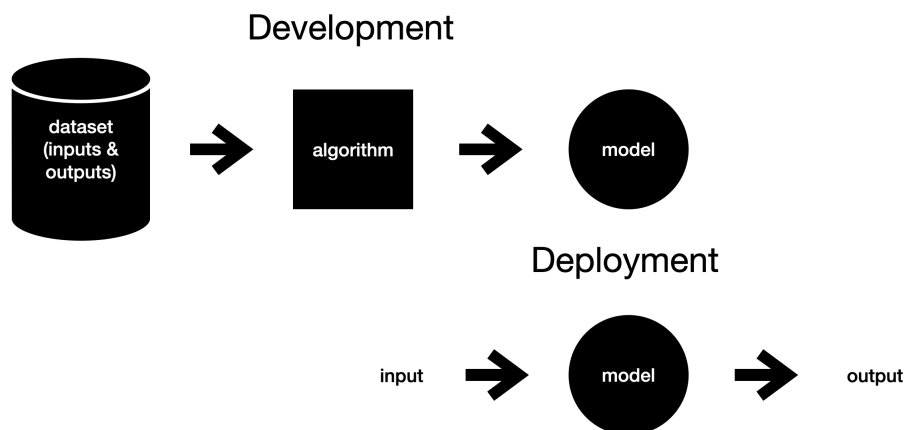 Development
dataset
(inputs &
outputs)
algorithm
model
Deployment
input
model
output